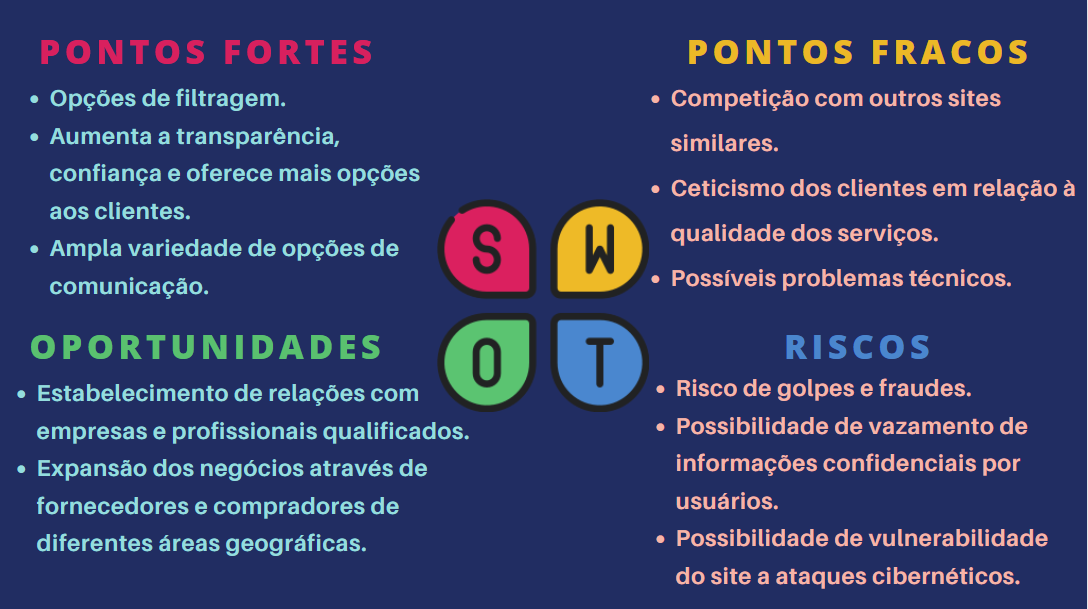 PONTOS FORTES
• Opções de filtragem.
• Aumenta a transparência,
confiança e oferece mais opções
aos clientes.
• Ampla variedade de opções de
comunicação.
PONTOS FRACOS
• Competição com outros sites
similares.
• Ceticismo dos clientes em relação à
qualidade dos serviços.
• Possíveis problemas técnicos.
S W
O T
OPORTUNIDADES
• Estabelecimento de relações com
empresas e profissionais qualificados.
• Expansão dos negócios através de
fornecedores e compradores de
diferentes áreas geográficas.
RISCOS
• Risco de golpes e fraudes.
• Possibilidade de vazamento de
informações confidenciais por
usuários.
• Possibilidade de vulnerabilidade
do site a ataques cibernéticos.